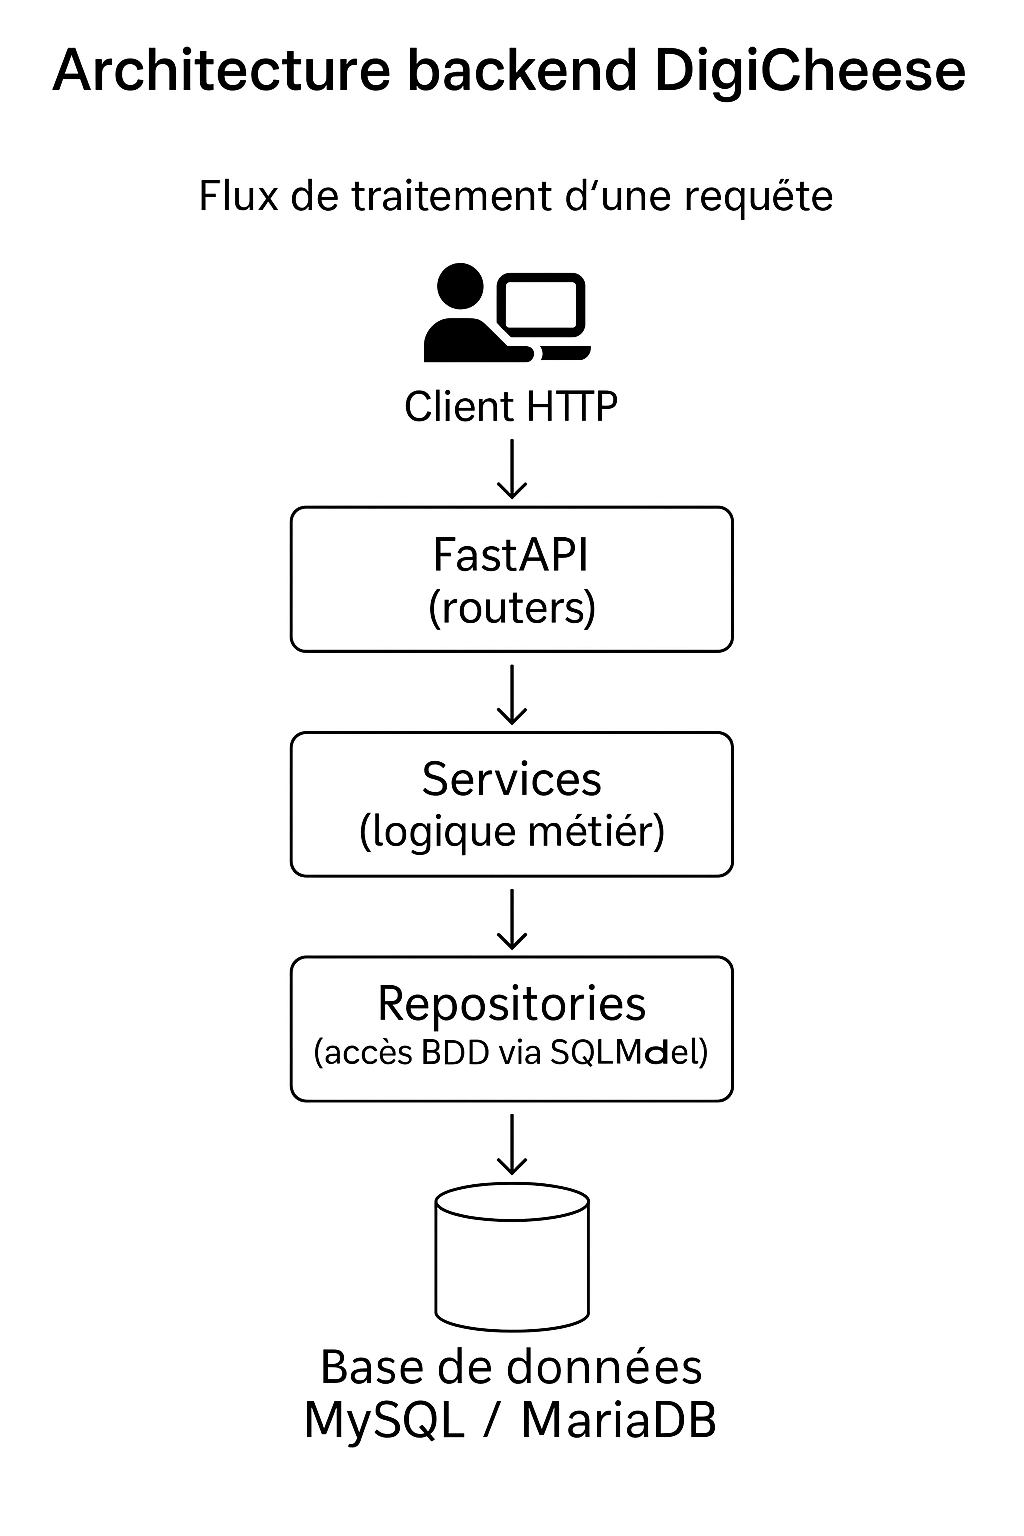 Architecture backend DigiCheese
Flux de traitement d‘une requőte
Client HTTP
FastAPI
(routers)
Services
(logique métiér)
Repositories
(accès BDD via SQLMdel)
Base de données
MySQL / MariaDB